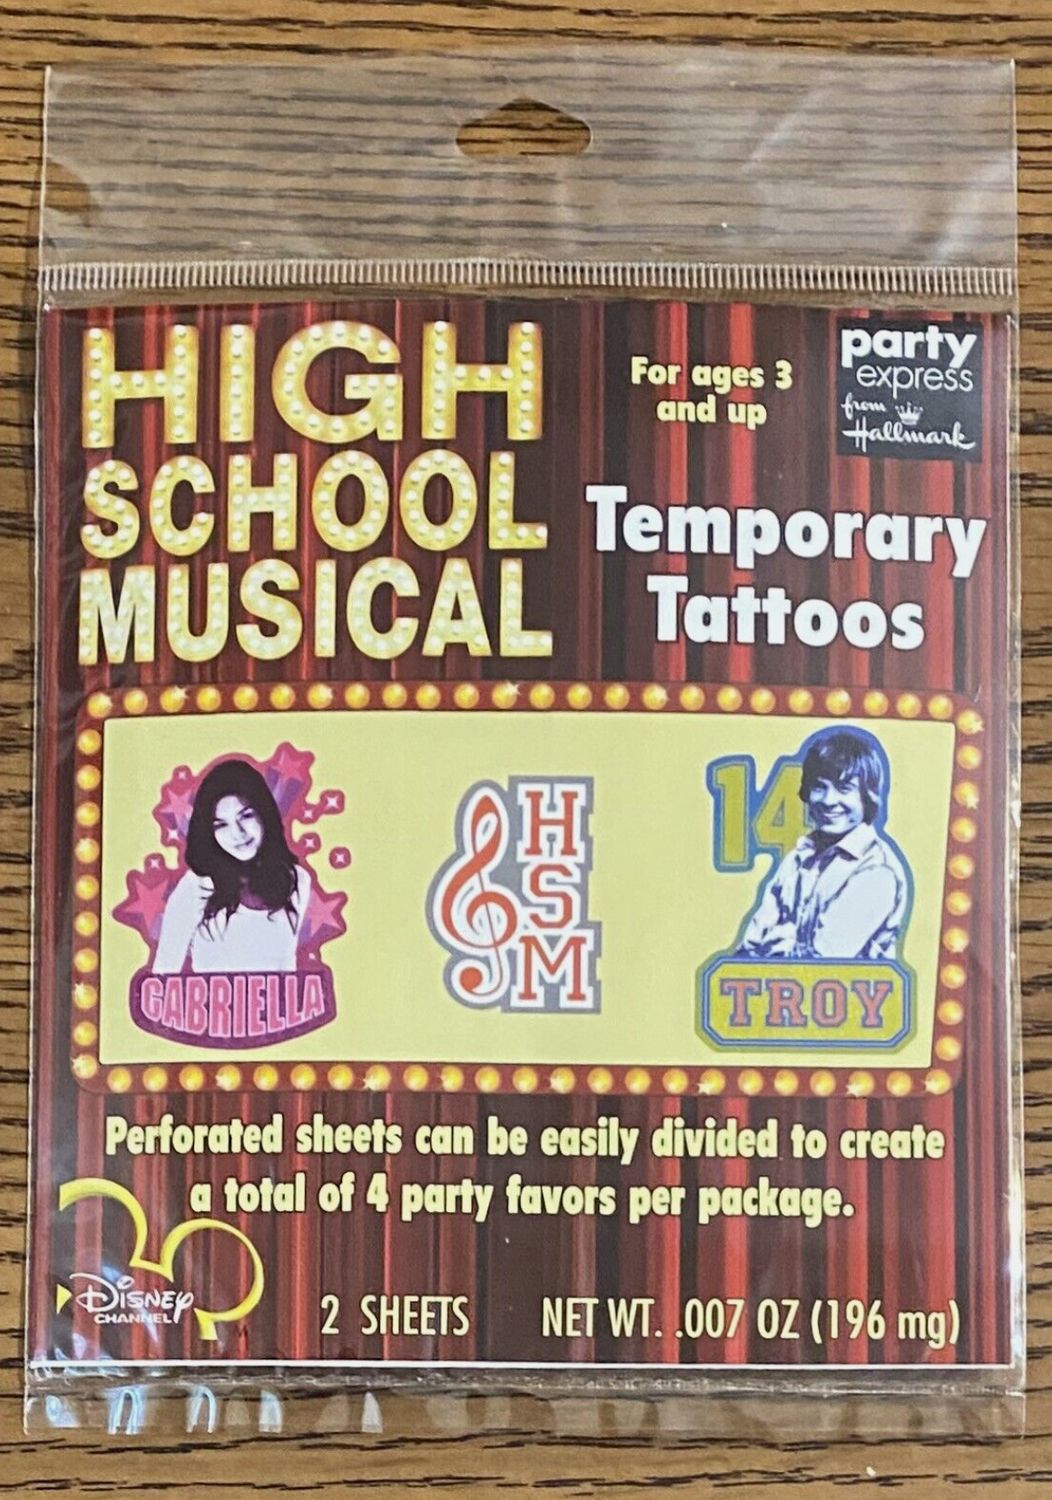 HIGH
SCHOOL
MUSICAL
For ages 3
and up
party
express
from
Hallmark
Temporary
Tattoos
GABRIELLA
H
S
M
14
TROY
Perforated sheets can be easily divided to create
a total of 4 party favors per package.
Disney
CHANNEL
2 SHEETS NET WT. .007 OZ (196 mg)